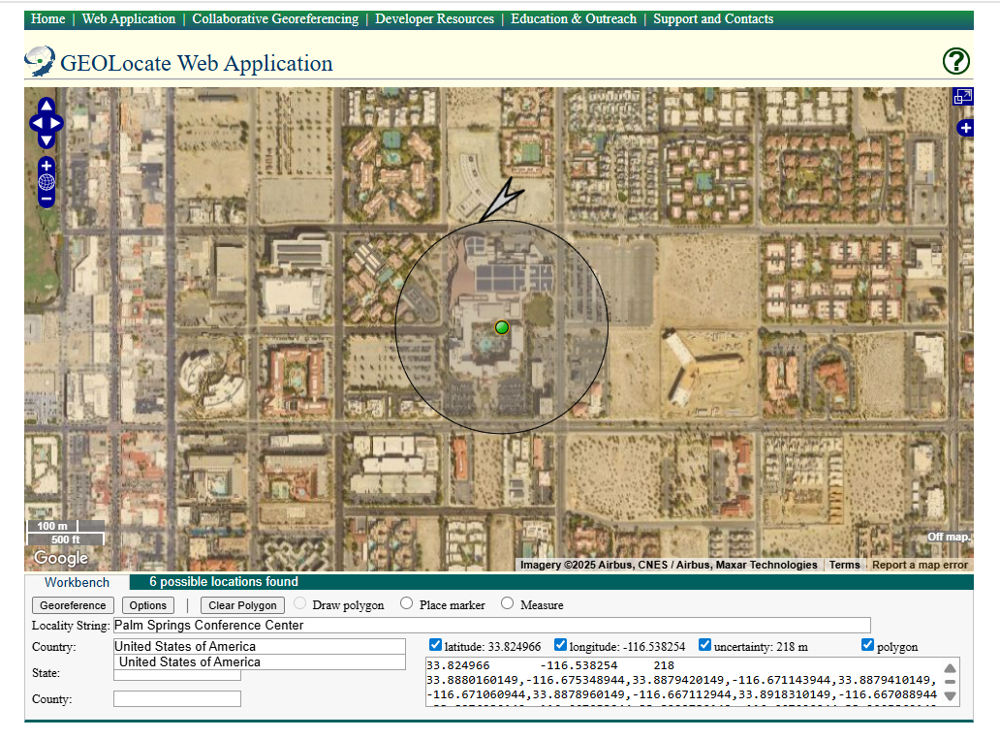 Home | Web Application | Collaborative Georeferencing | Developer Resources | Education & Outreach | Support and Contacts
GEOLocate Web Application
?
100 m
500 ft
Google
Off map.
Imagery ©2025 Airbus, CNES / Airbus, Maxar Technologies Terms Report a map error
Workbench 6 possible locations found
Georeference Options | Clear Polygon Draw polygon Place marker Measure
Locality String: Palm Springs Conference Center
Country: United States of America latitude: 33.824966 longitude: -116.538254 uncertainty: 218 m polygon
United States of America
State:
County:
33.824966 -116.538254 218
33.8880160149,-116.675348944,33.8879420149,-116.671143944,33.8879410149,
-116.671060944,33.8878960149,-116.667112944,33.8918310149,-116.667088944